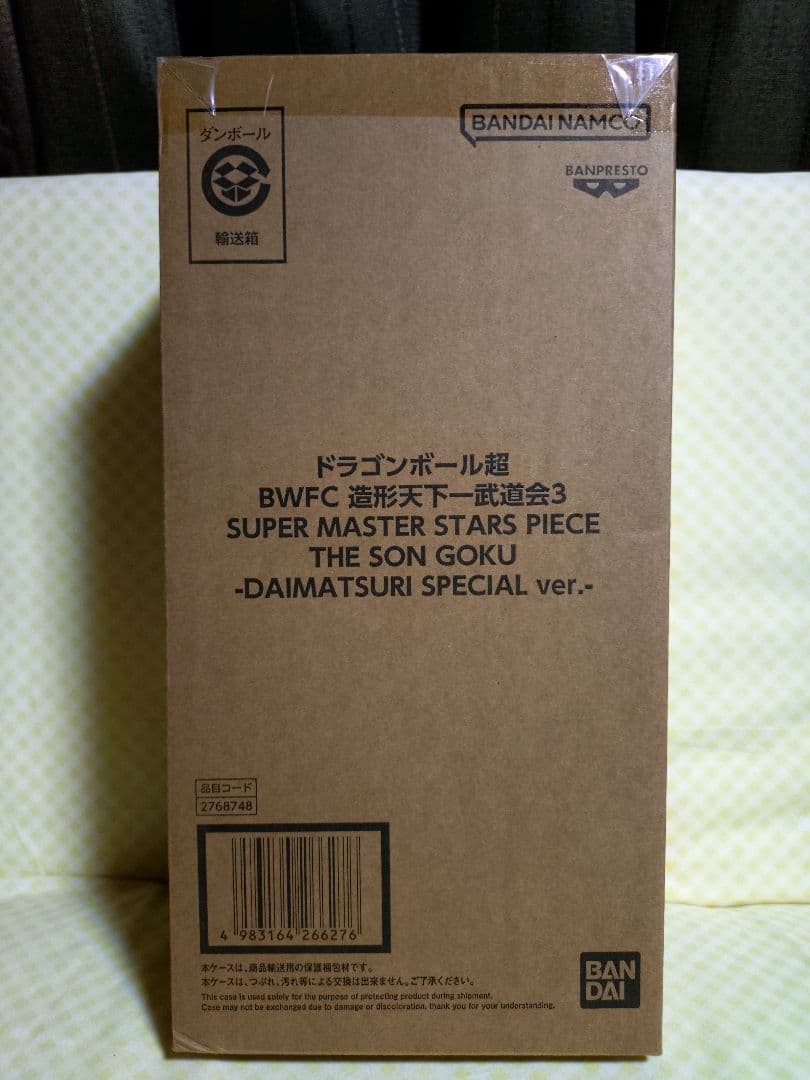 ダンボール
輸送箱
BANDAI NAMCO
BANPRESTO
ドラゴンボール超
BWFC 造形天下一武道会3
SUPER MASTER STARS PIECE
THE SON GOKU
-DAIMATSURI SPECIAL ver.-
品目コード
2768748
4 983164 266276
本ケースは、商品輸送用の保護梱包材です。
本ケースは、つぶれ、汚れ等による交換は出来ません。ご了承ください。
This case is used solely for the purpose of protecting product during shipment.
Case may not be exchanged due to damage or discoloration. thank you for your understanding.
BAN
DAI